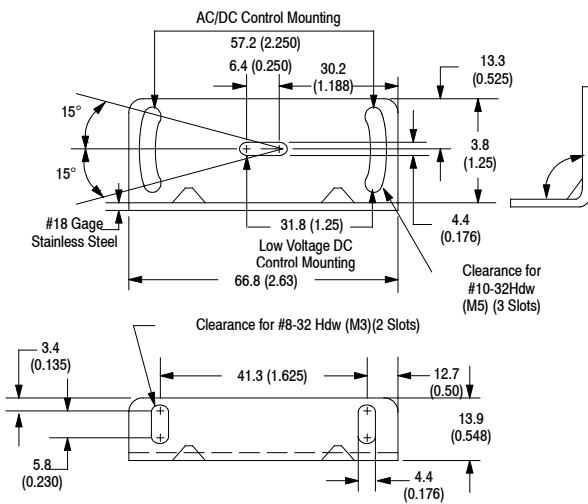 AC/DC Control Mounting
57.2 (2.250)
6.4 (0.250)
30.2
(1.188)
13.3
(0.525)
15°
15°
3.8
(1.25)
#18 Gage
Stainless Steel
31.8 (1.25)
Low Voltage DC
Control Mounting
4.4
(0.176)
66.8 (2.63)
Clearance for
#10-32Hdw
(M5) (3 Slots)
Clearance for #8-32 Hdw (M3)(2 Slots)
3.4
(0.135)
41.3 (1.625)
12.7
(0.50)
13.9
(0.548)
5.8
(0.230)
4.4
(0.176)